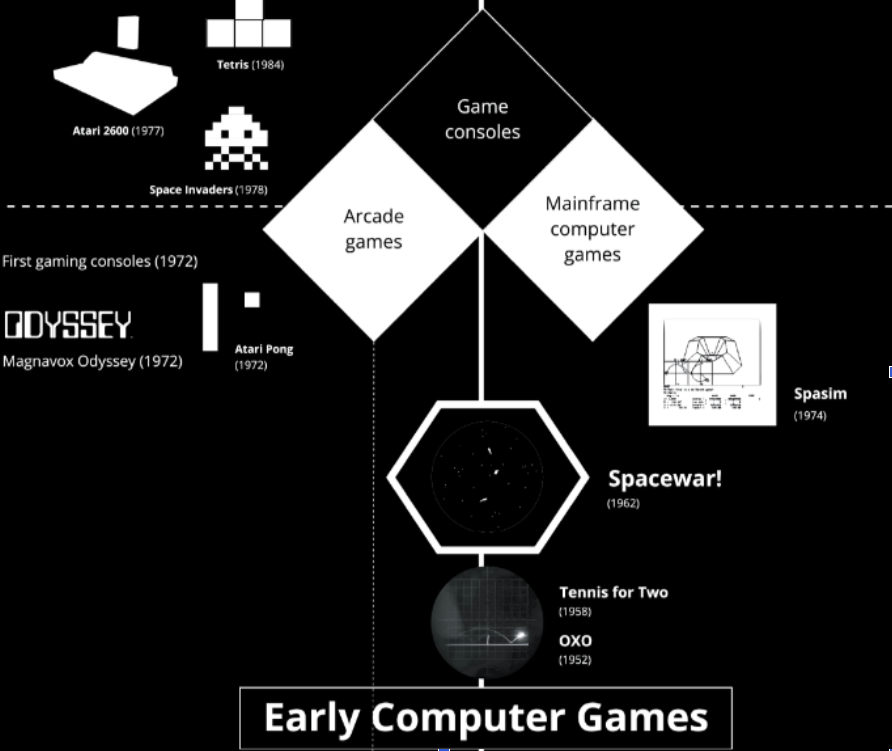 Tetris (1984)
Atari 2600 (1977)
Space Invaders (1978)
Game
consoles
Arcade
games
Mainframe
computer
games
First gaming consoles (1972)
ODYSSEY
Magnavox Odyssey (1972)
Atari Pong
(1972)
Spasim
(1974)
Spacewar!
(1962)
Tennis for Two
(1958)
OXO
(1952)
Early Computer Games